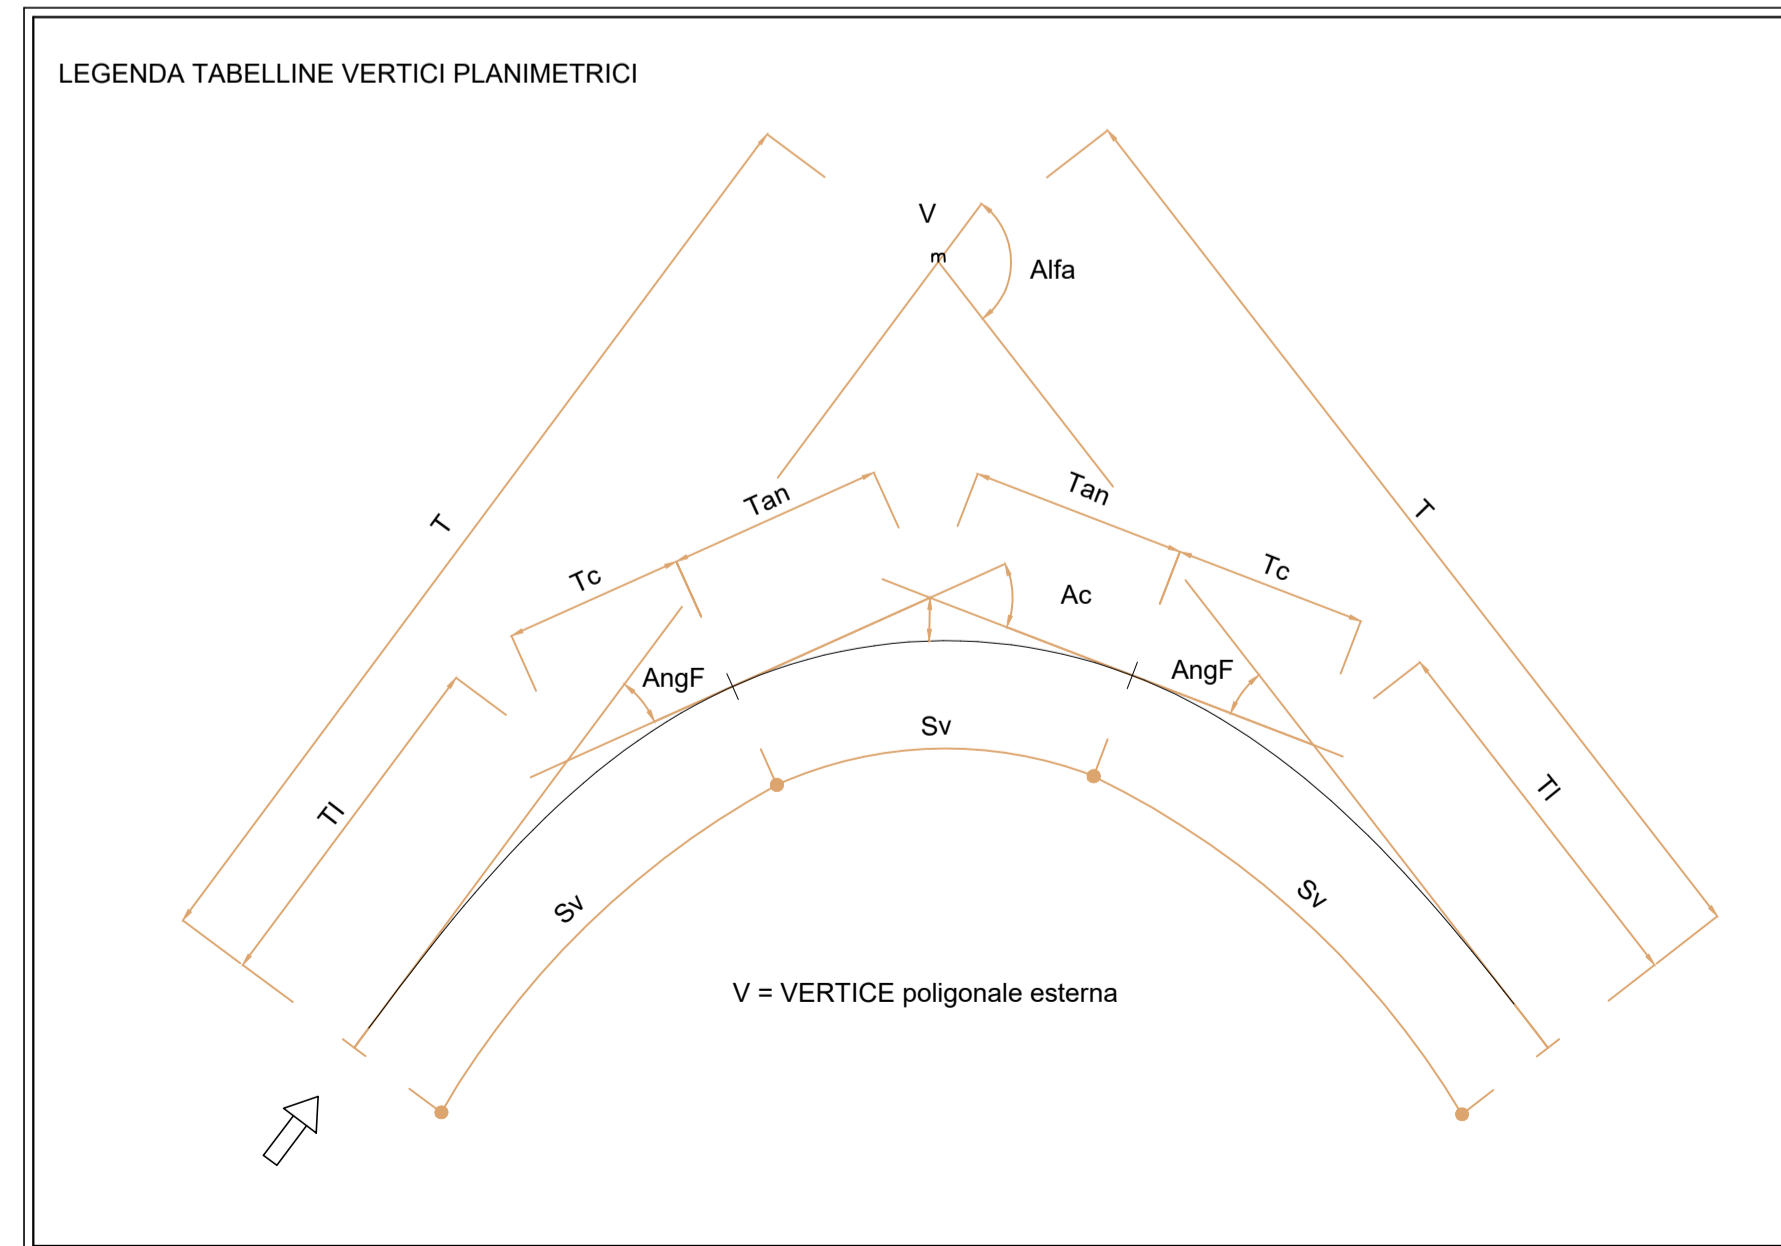 LEGENDA TABELLINE VERTICI PLANIMETRICI
V
m
Alfa
T
T
Tan
Tan
Tc
Tc
Ac
AngF
AngF
Sv
Tl
Tl
Sv
Sv
V = VERTICE poligonale esterna